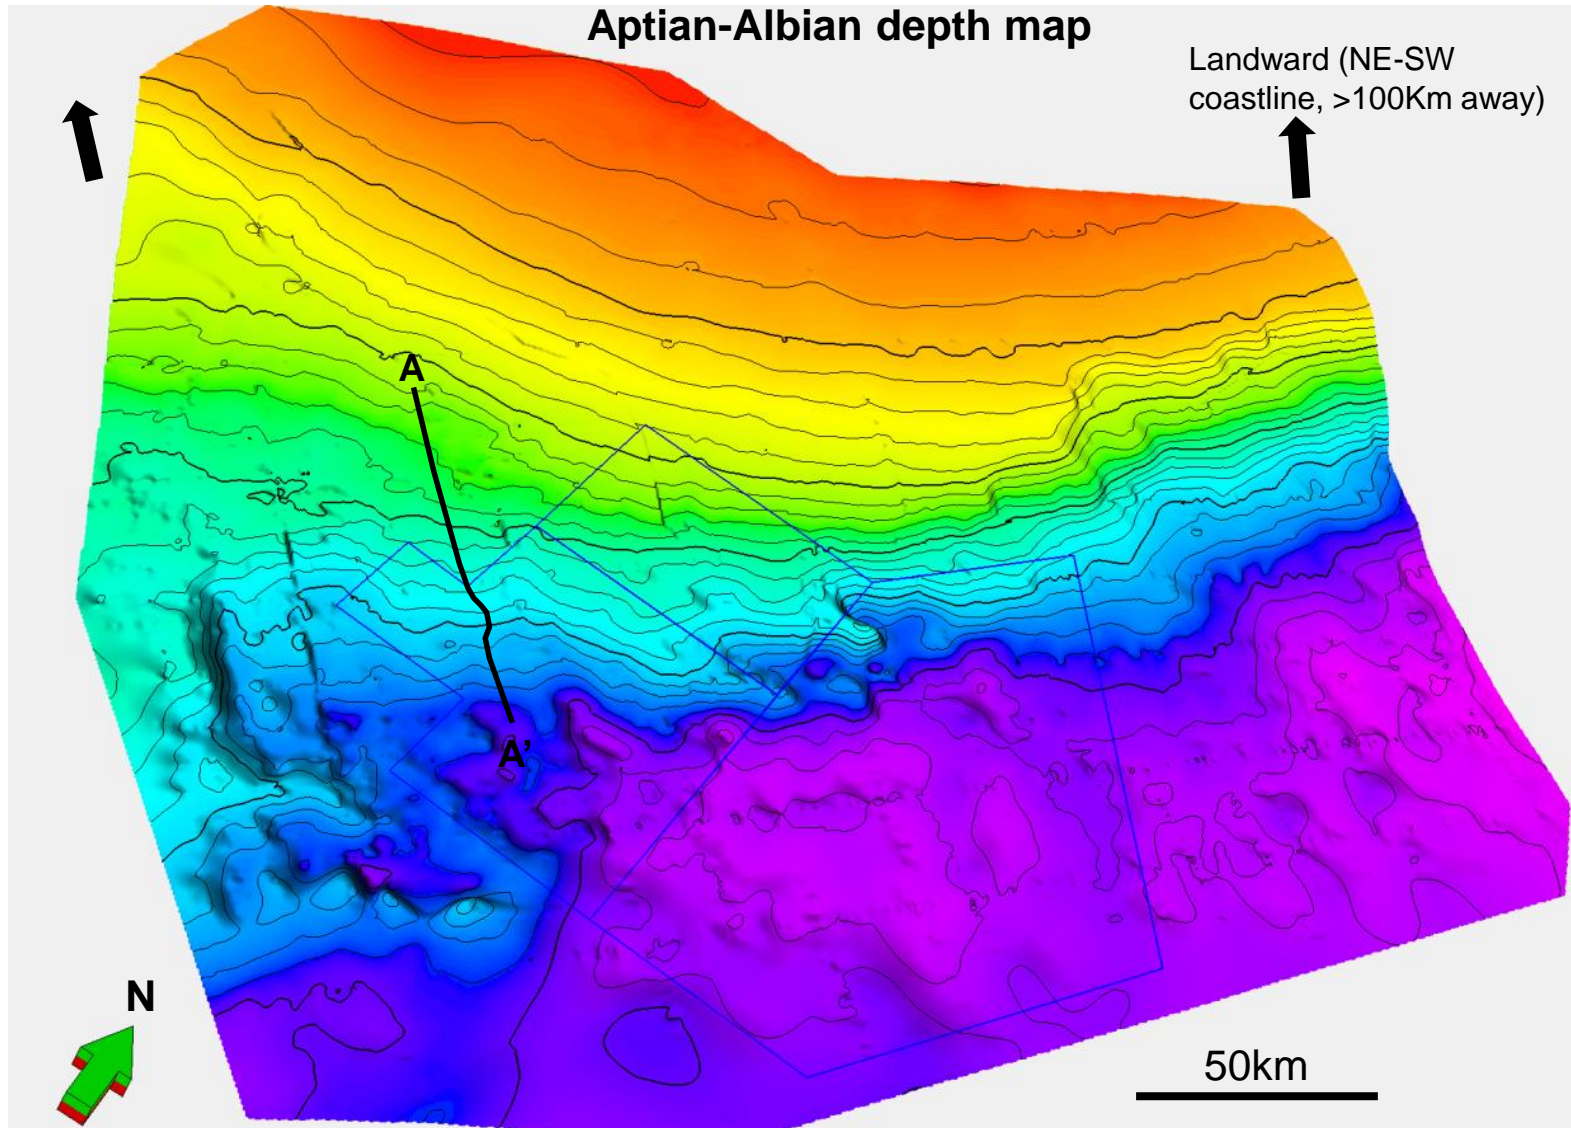 Aptian-Albian depth map
Landward (NE-SW
coastline, >100Km away)
A
A’
N
50km